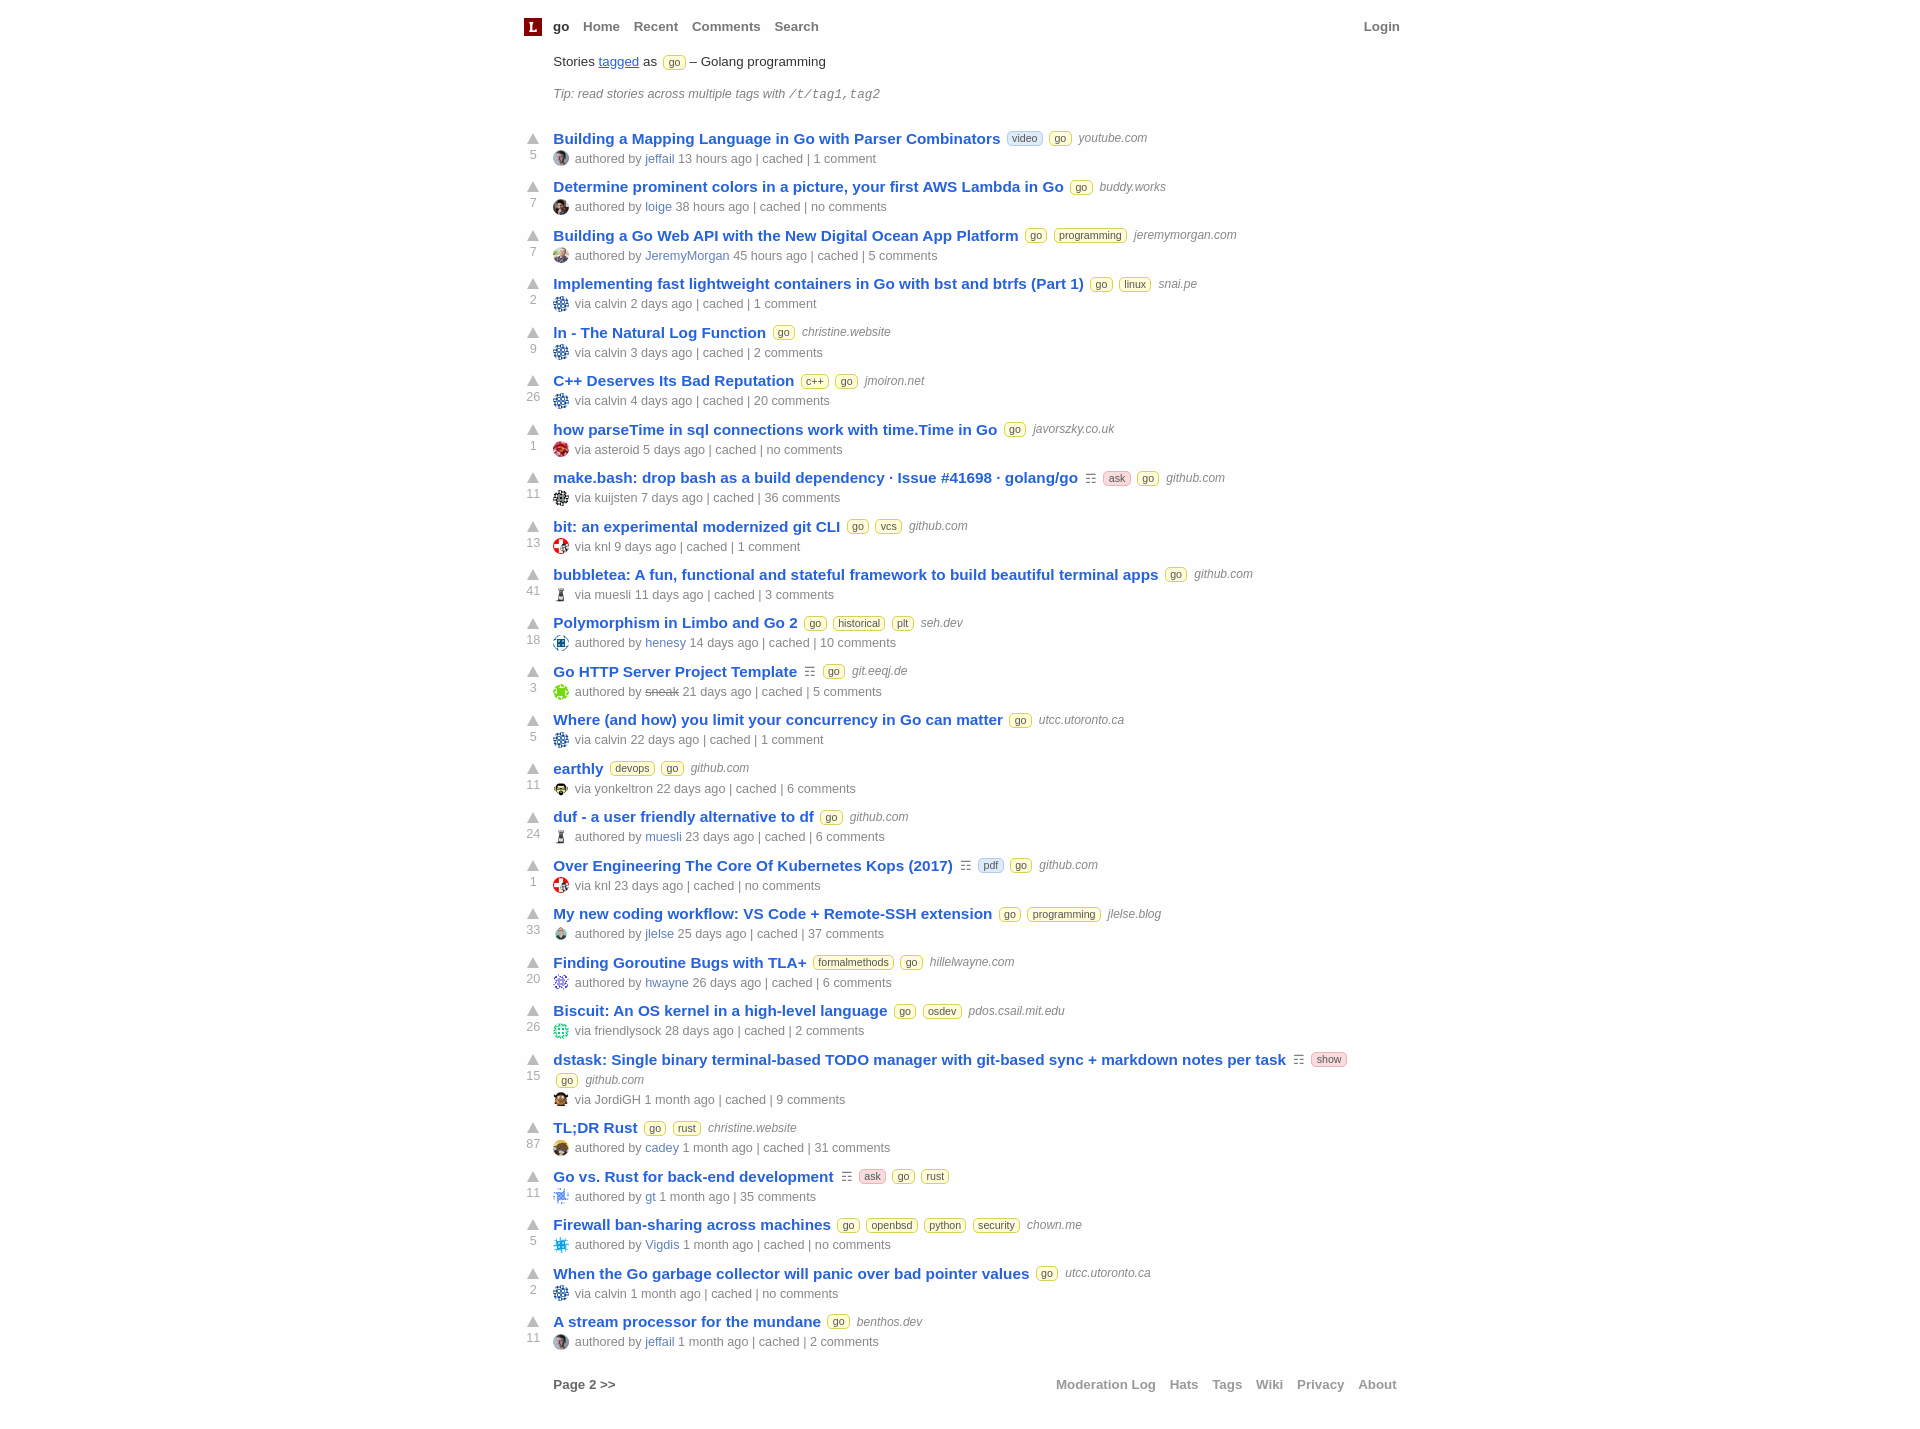 L go Home Recent Comments Search Login
Stories tagged as go – Golang programming
Tip: read stories across multiple tags with /t/tag1,tag2
Building a Mapping Language in Go with Parser Combinators video go youtube.com
5 authored by jeffail 13 hours ago | cached | 1 comment
Determine prominent colors in a picture, your first AWS Lambda in Go go buddy.works
7 authored by loige 38 hours ago | cached | no comments
Building a Go Web API with the New Digital Ocean App Platform go programming jeremymorgan.com
7 authored by JeremyMorgan 45 hours ago | cached | 5 comments
Implementing fast lightweight containers in Go with bst and btrfs (Part 1) go linux snai.pe
2 via calvin 2 days ago | cached | 1 comment
ln - The Natural Log Function go christine.website
9 via calvin 3 days ago | cached | 2 comments
C++ Deserves Its Bad Reputation c++ go jmoiron.net
26 via calvin 4 days ago | cached | 20 comments
how parseTime in sql connections work with time.Time in Go go javorszky.co.uk
1 via asteroid 5 days ago | cached | no comments
make.bash: drop bash as a build dependency · Issue #41698 · golang/go ☶ ask go github.com
11 via kuijsten 7 days ago | cached | 36 comments
bit: an experimental modernized git CLI go vcs github.com
13 via knl 9 days ago | cached | 1 comment
bubbletea: A fun, functional and stateful framework to build beautiful terminal apps go github.com
41 via muesli 11 days ago | cached | 3 comments
Polymorphism in Limbo and Go 2 go historical plt seh.dev
18 authored by henesy 14 days ago | cached | 10 comments
Go HTTP Server Project Template ☶ go git.eeqj.de
3 authored by sneak 21 days ago | cached | 5 comments
Where (and how) you limit your concurrency in Go can matter go utcc.utoronto.ca
5 via calvin 22 days ago | cached | 1 comment
earthly devops go github.com
11 via yonkeltron 22 days ago | cached | 6 comments
duf - a user friendly alternative to df go github.com
24 authored by muesli 23 days ago | cached | 6 comments
Over Engineering The Core Of Kubernetes Kops (2017) ☶ pdf go github.com
1 via knl 23 days ago | cached | no comments
My new coding workflow: VS Code + Remote-SSH extension go programming jlelse.blog
33 authored by jlelse 25 days ago | cached | 37 comments
Finding Goroutine Bugs with TLA+ formalmethods go hillelwayne.com
20 authored by hwayne 26 days ago | cached | 6 comments
Biscuit: An OS kernel in a high-level language go osdev pdos.csail.mit.edu
26 via friendlysock 28 days ago | cached | 2 comments
dstask: Single binary terminal-based TODO manager with git-based sync + markdown notes per task ☶ show
15 go github.com
via JordiGH 1 month ago | cached | 9 comments
TL;DR Rust go rust christine.website
87 authored by cadey 1 month ago | cached | 31 comments
Go vs. Rust for back-end development ☶ ask go rust
11 authored by gt 1 month ago | 35 comments
Firewall ban-sharing across machines go openbsd python security chown.me
5 authored by Vigdis 1 month ago | cached | no comments
When the Go garbage collector will panic over bad pointer values go utcc.utoronto.ca
2 via calvin 1 month ago | cached | no comments
A stream processor for the mundane go benthos.dev
11 authored by jeffail 1 month ago | cached | 2 comments
Page 2 >> Moderation Log Hats Tags Wiki Privacy About